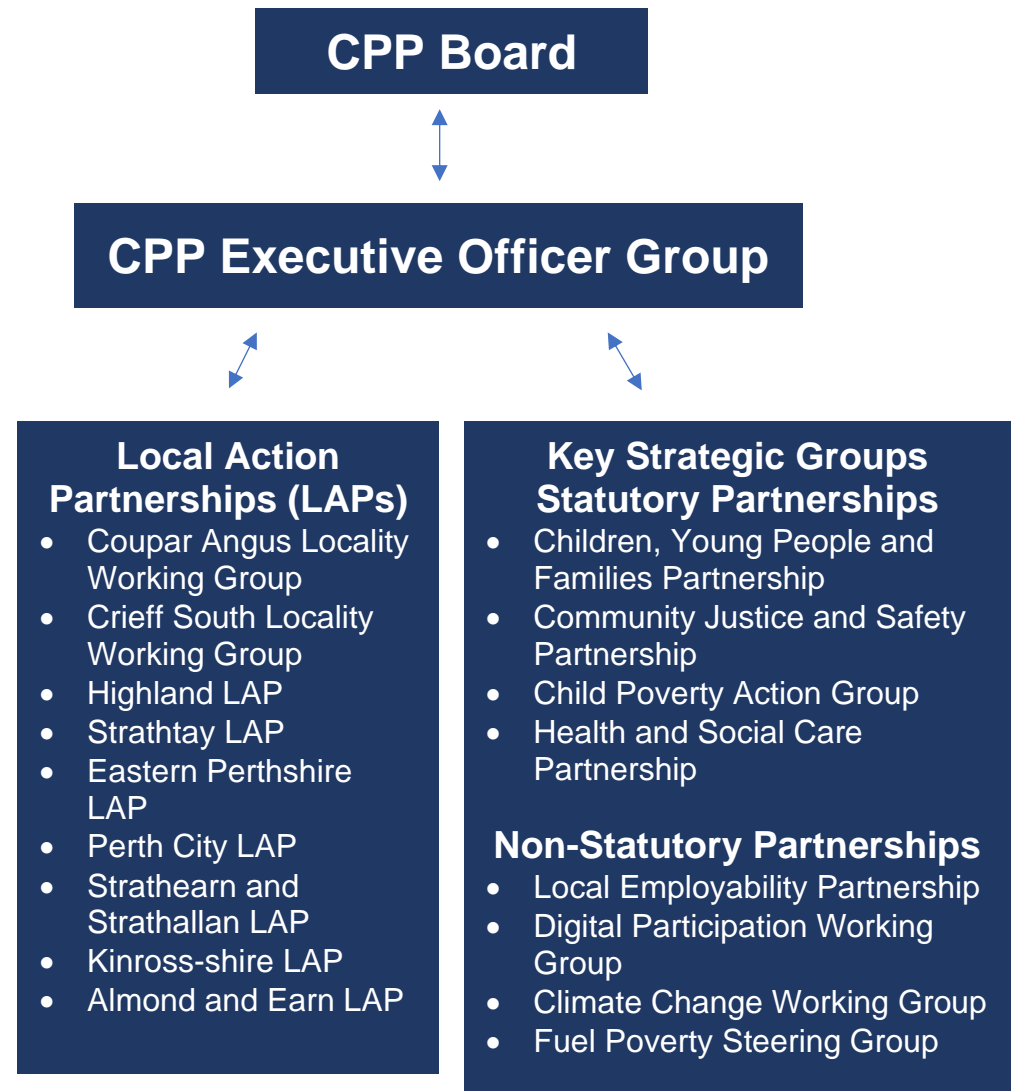 CPP Board
CPP Executive Officer Group
Local Action
Partnerships (LAPs)
• Coupar Angus Locality
Working Group
• Crieff South Locality
Working Group
• Highland LAP
• Strathtay LAP
• Eastern Perthshire
LAP
• Perth City LAP
• Strathearn and
Strathallan LAP
• Kinross-shire LAP
• Almond and Earn LAP
Key Strategic Groups
Statutory Partnerships
• Children, Young People and
Families Partnership
• Community Justice and Safety
Partnership
• Child Poverty Action Group
• Health and Social Care
Partnership
Non-Statutory Partnerships
• Local Employability Partnership
• Digital Participation Working
Group
• Climate Change Working Group
• Fuel Poverty Steering Group